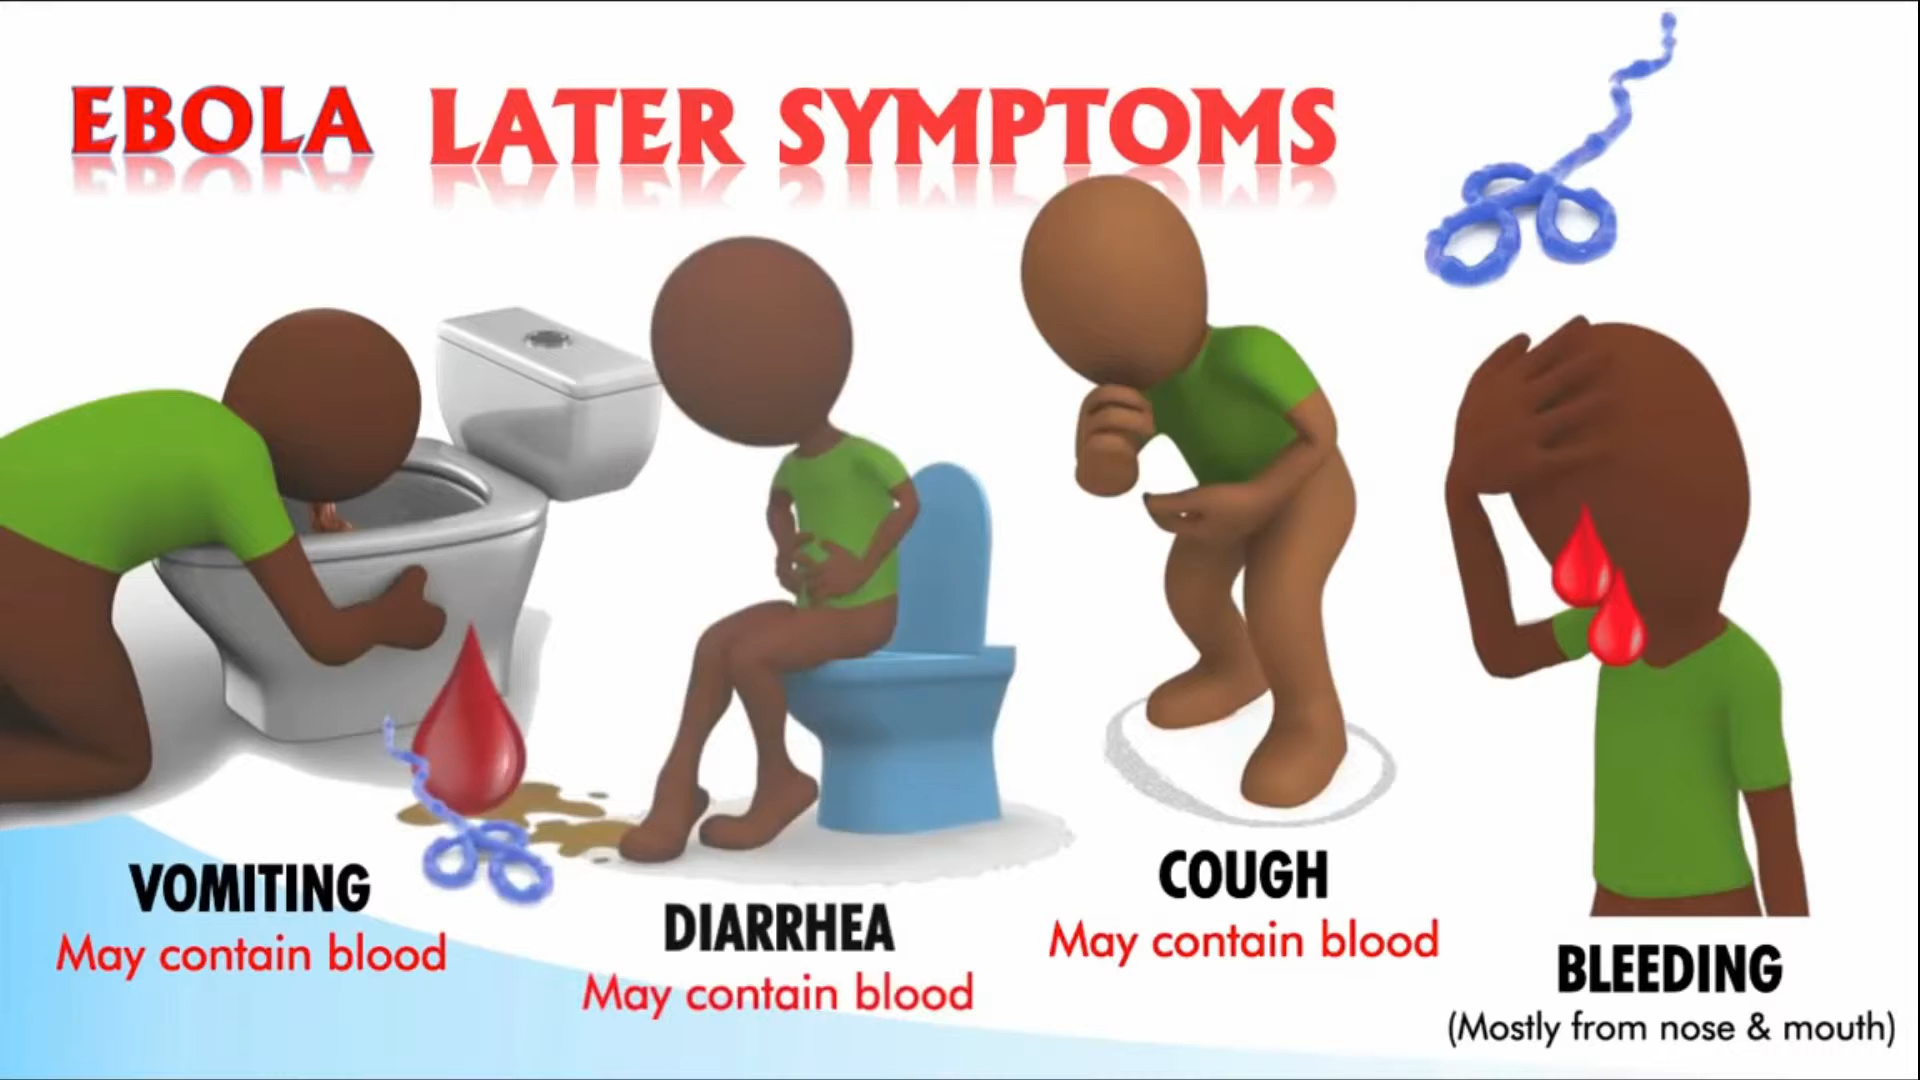 EBOLA LATER SYMPTOMS
VOMITING
May contain blood
DIARRHEA
May contain blood
COUGH
May contain blood
BLEEDING
(Mostly from nose & mouth)